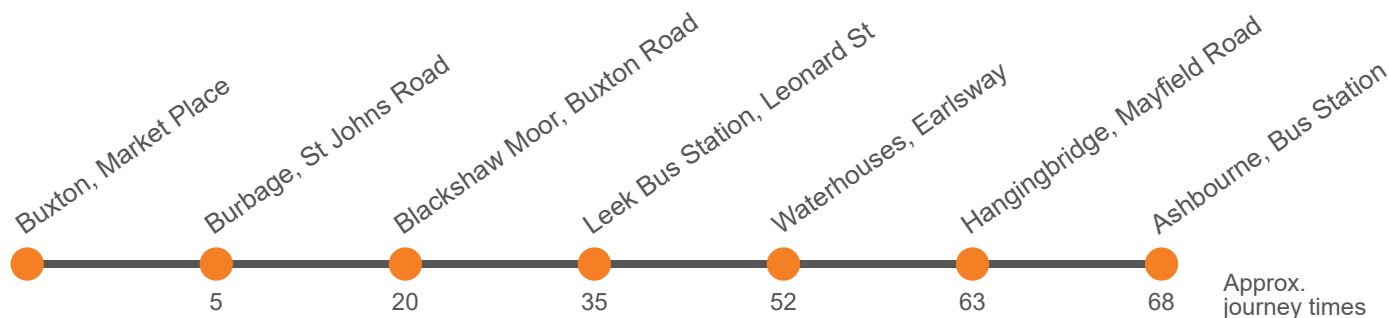 Buxton, Market Place
Burbage, St Johns Road
Blackshaw Moor, Buxton Road
Leek Bus Station, Leonard St
Waterhouses, Earlsway
Hangingbridge, Mayfield Road
Ashbourne, Bus Station
5
20
35
52
63
68
Approx.
journey times